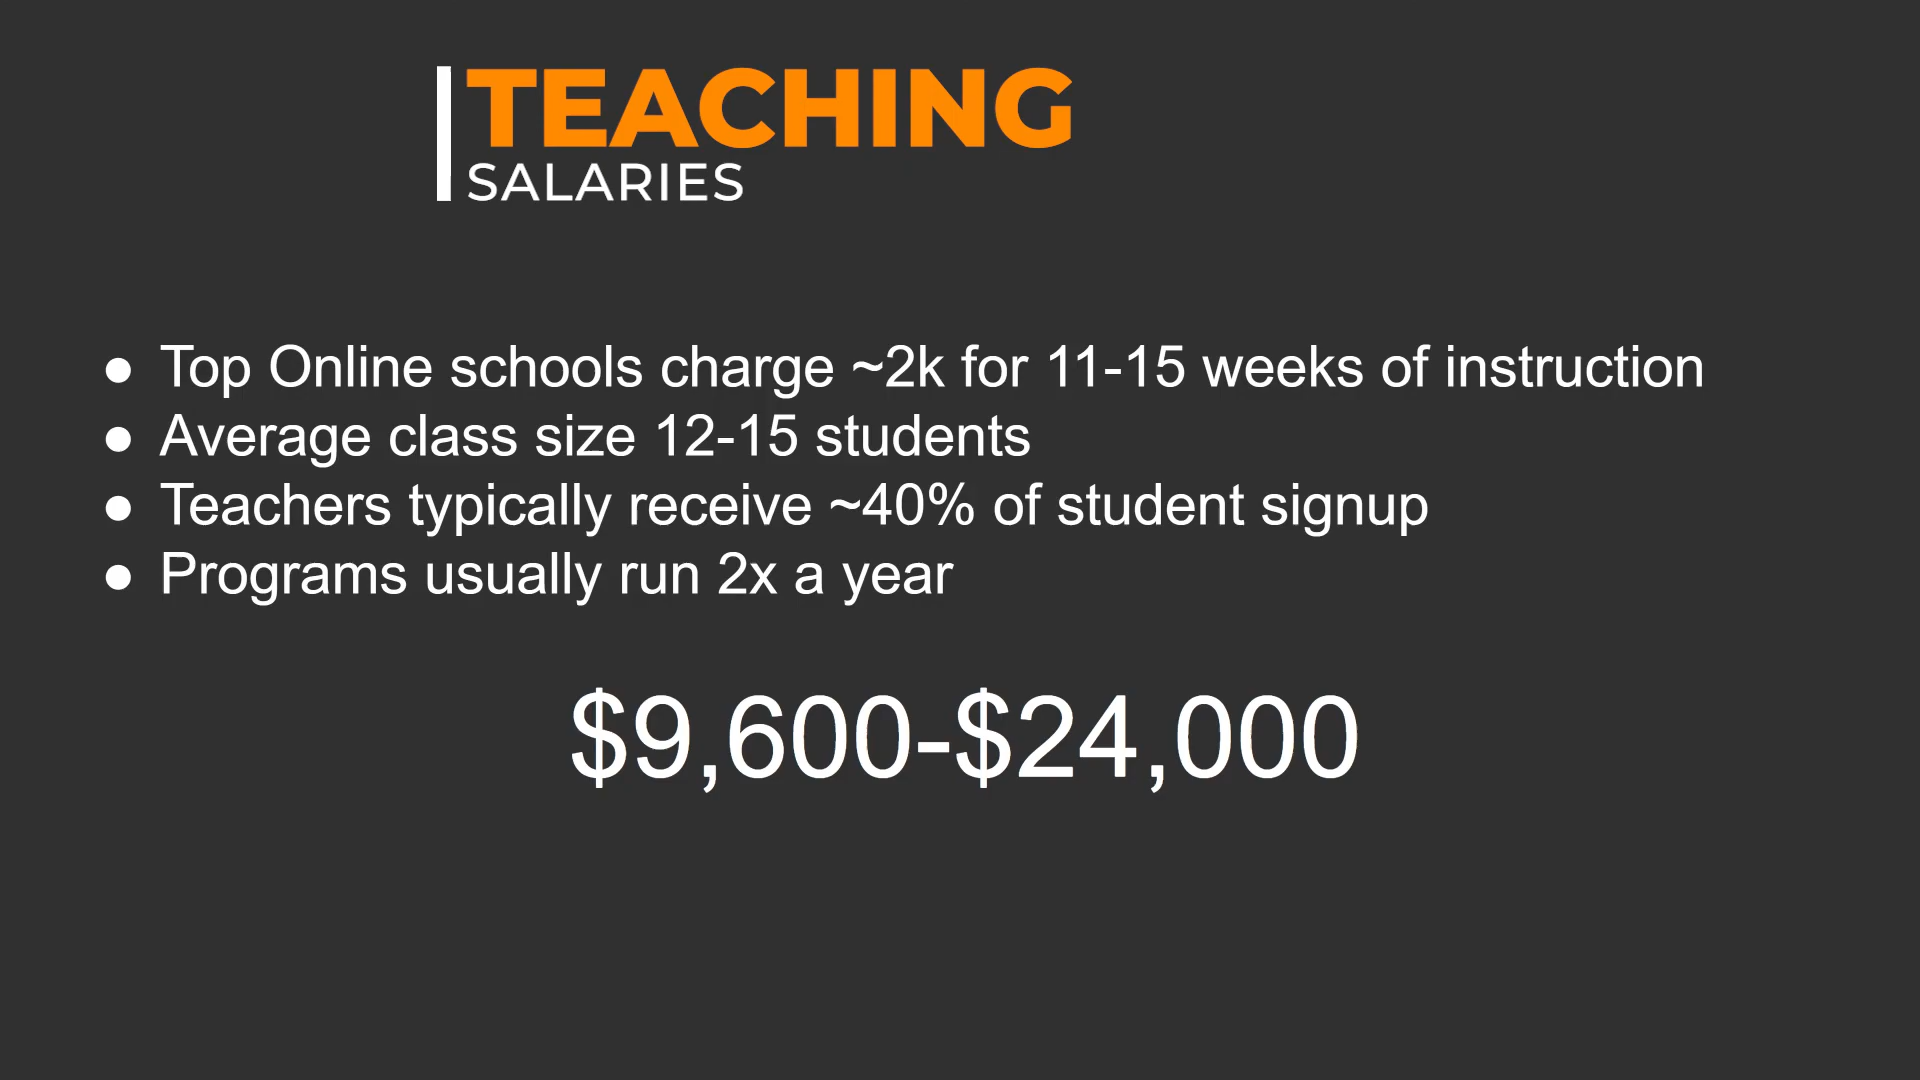 TEACHING
SALARIES
● Top Online schools charge ~2k for 11-15 weeks of instruction
● Average class size 12-15 students
● Teachers typically receive ~40% of student signup
● Programs usually run 2x a year
$9,600-$24,000